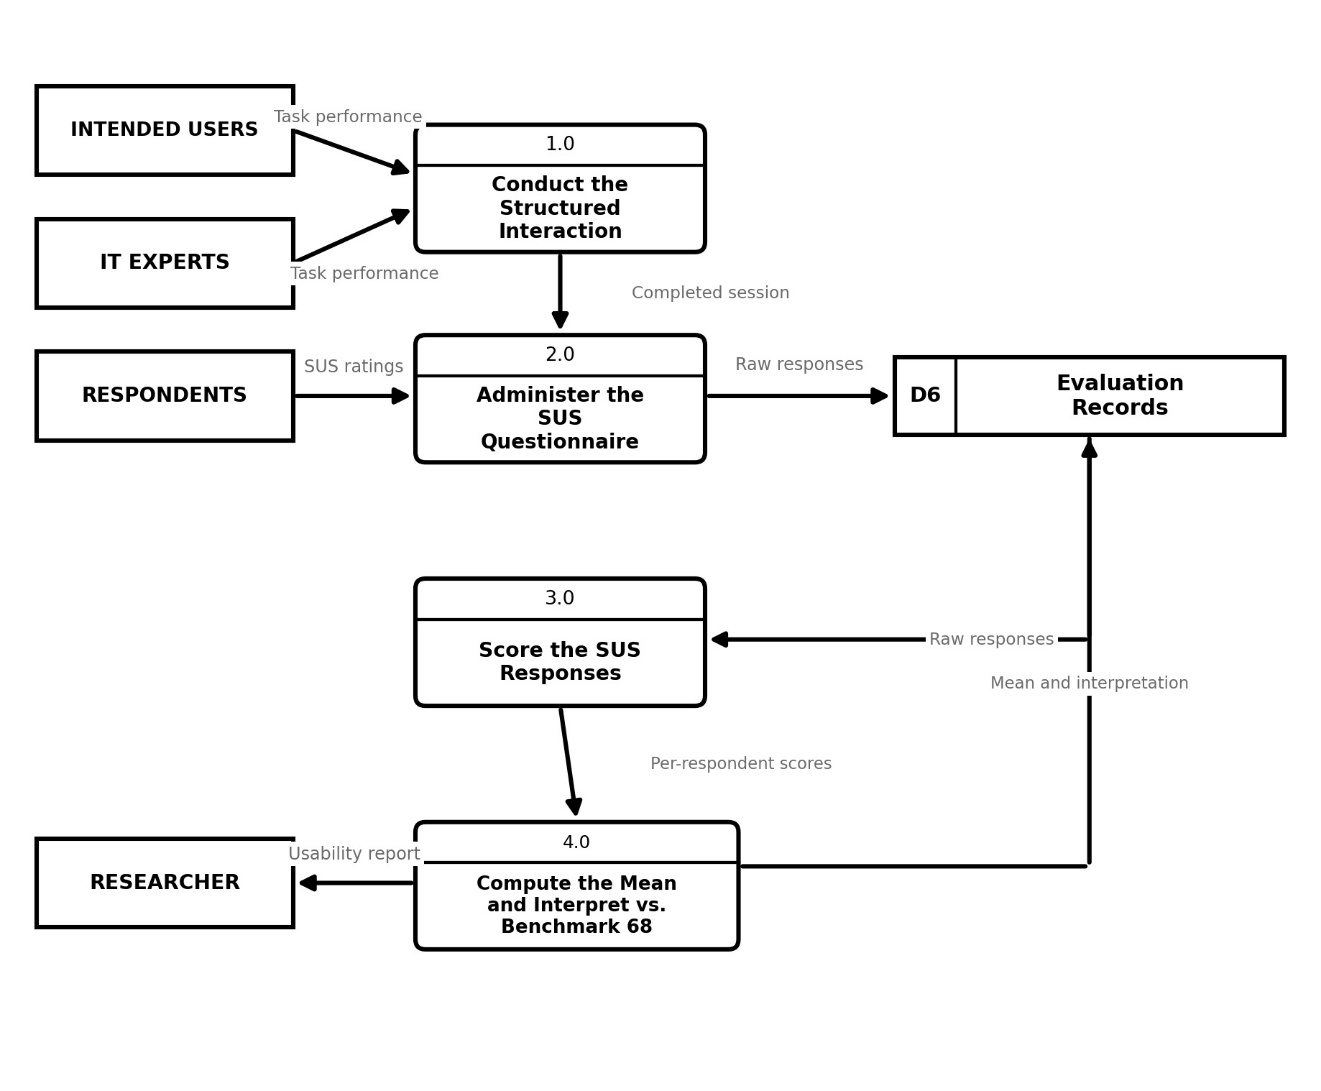 INTENDED USERS
Task performance
1.0
Conduct the
Structured
Interaction
IT EXPERTS
Task performance
Completed session
RESPONDENTS
SUS ratings
2.0
Administer the
SUS
Questionnaire
Raw responses
D6
Evaluation
Records
3.0
Score the SUS
Responses
Raw responses
Mean and interpretation
Per-respondent scores
RESEARCHER
Usability report
4.0
Compute the Mean
and Interpret vs.
Benchmark 68